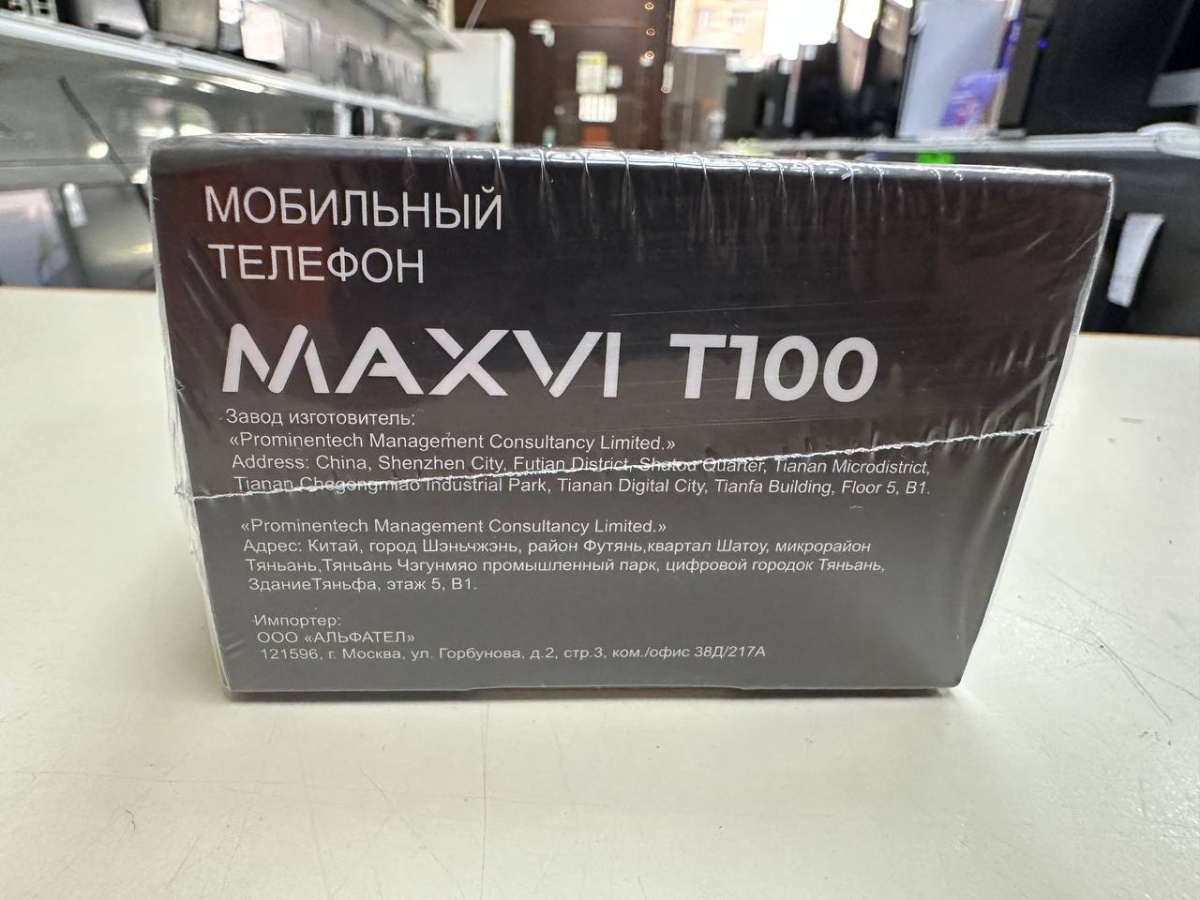 МОБИЛЬНЫЙ
ТЕЛЕФОН
MAXVI T100
Завод изготовитель:
«Prominentech Management Consultancy Limited.»
Address: China, Shenzhen City, Futian District, Shatou Quarter, Tianan Microdistrict,
Tianan Chegongmiao Industrial Park, Tianan Digital City, Tianfa Building, Floor 5, B1.
«Prominentech Management Consultancy Limited.»
Адрес: Китай, город Шэньчжэнь, район Футянь,квартал Шатоу, микрорайон
Тяньань,Тяньань Чэгунмяо промышленный парк, цифровой городок Тяньань,
ЗданиеТяньфа, этаж 5, B1.
Импортер:
ООО «АЛЬФАТЕЛ»
121596, г. Москва, ул. Горбунова, д.2, стр.3, ком./офис 38Д/217А